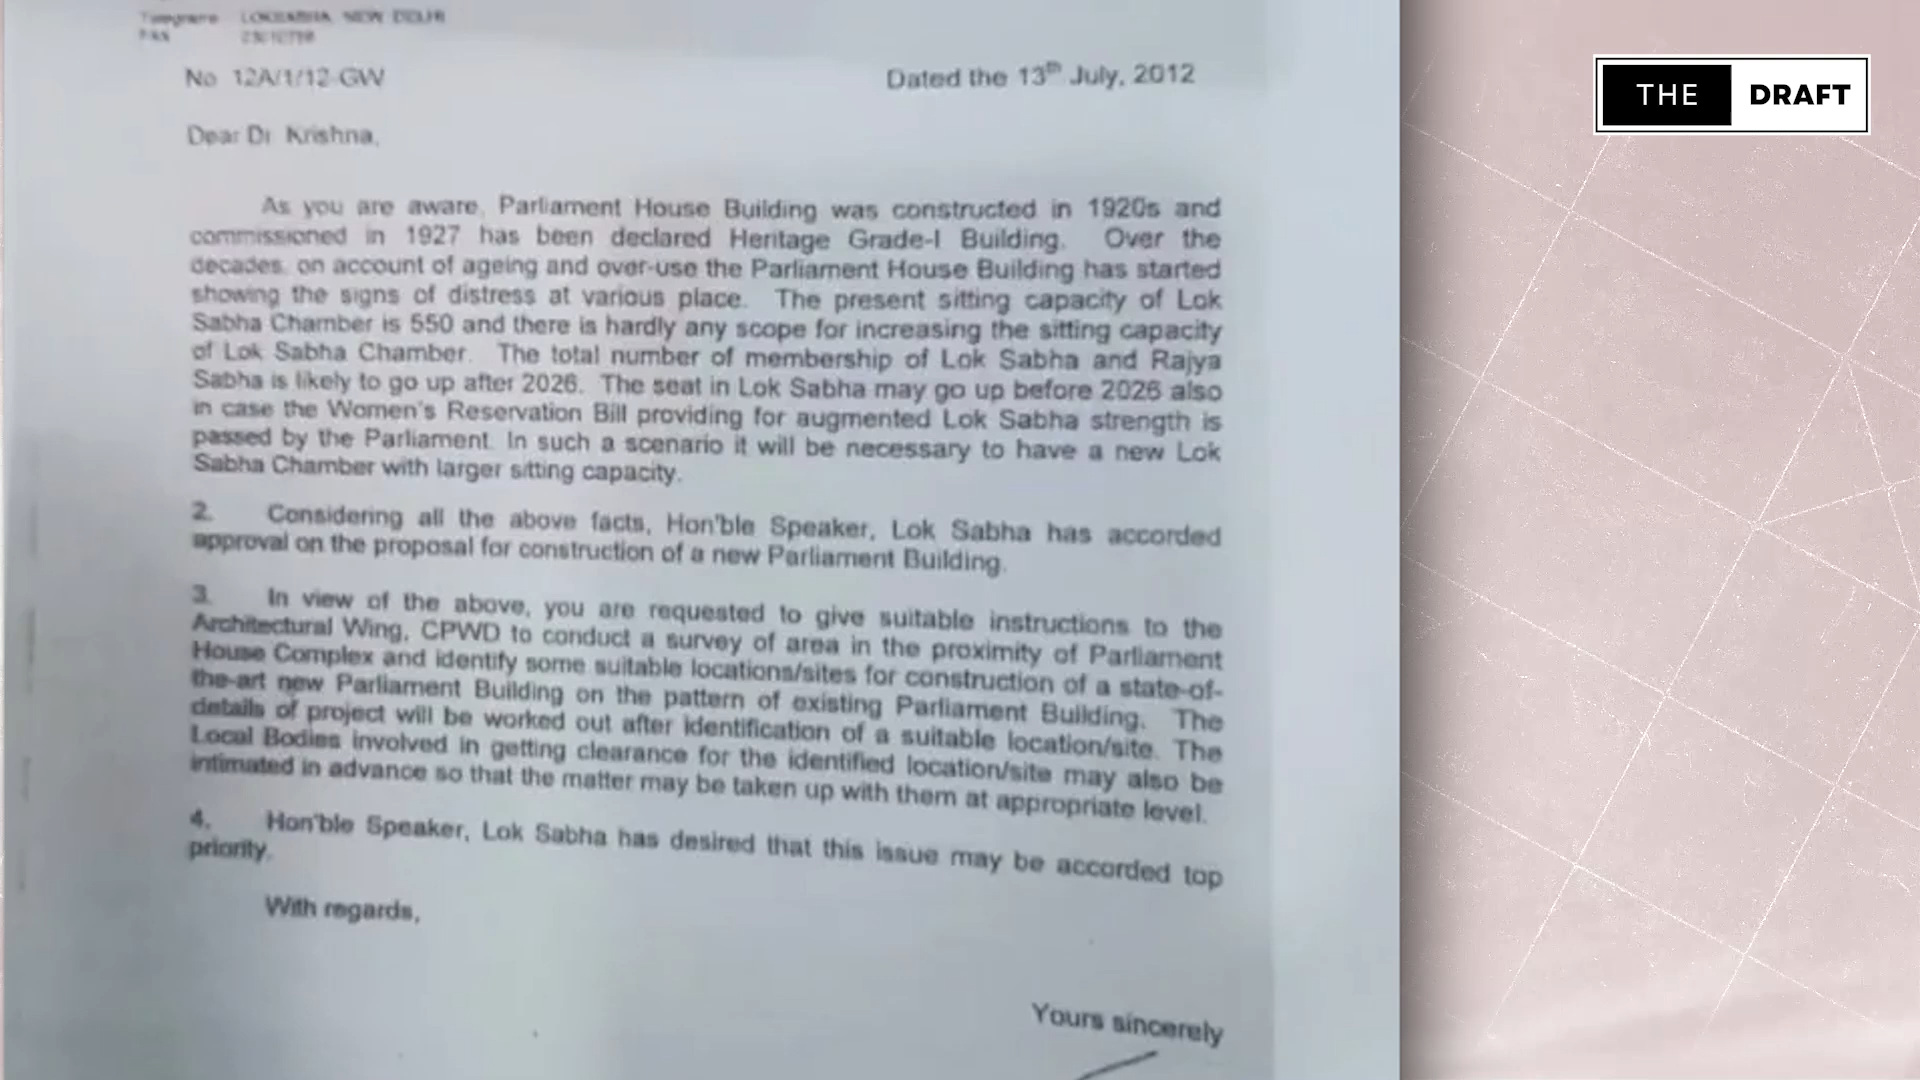 LOKSABHA, NEW DELHI
FAX
No 12A/1/12-GW
Dated the 13th July, 2012
THE DRAFT
Dear Dr Krishna,
As you are aware, Parliament House Building was constructed in 1920s and
commissioned in 1927 has been declared Heritage Grade-I Building. Over the
decades, on account of ageing and over-use the Parliament House Building has started
showing the signs of distress at various place. The present sitting capacity of Lok
Sabha Chamber is 550 and there is hardly any scope for increasing the sitting capacity
of Lok Sabha Chamber. The total number of membership of Lok Sabha and Rajya
Sabha is likely to go up after 2026. The seat in Lok Sabha may go up before 2026 also
in case the Women's Reservation Bill providing for augmented Lok Sabha strength is
passed by the Parliament. In such a scenario it will be necessary to have a new Lok
Sabha Chamber with larger sitting capacity.
2. Considering all the above facts, Hon'ble Speaker, Lok Sabha has accorded
approval on the proposal for construction of a new Parliament Building.
3. In view of the above, you are requested to give suitable instructions to the
Architectural Wing, CPWD to conduct a survey of area in the proximity of Parliament
House Complex and identify some suitable locations/sites for construction of a state-of-
the-art new Parliament Building on the pattern of existing Parliament Building. The
details of project will be worked out after identification of a suitable location/site. The
Local Bodies involved in getting clearance for the identified location/site may also be
intimated in advance so that the matter may be taken up with them at appropriate level.
4. Hon'ble Speaker, Lok Sabha has desired that this issue may be accorded top
priority.
With regards,
Yours sincerely